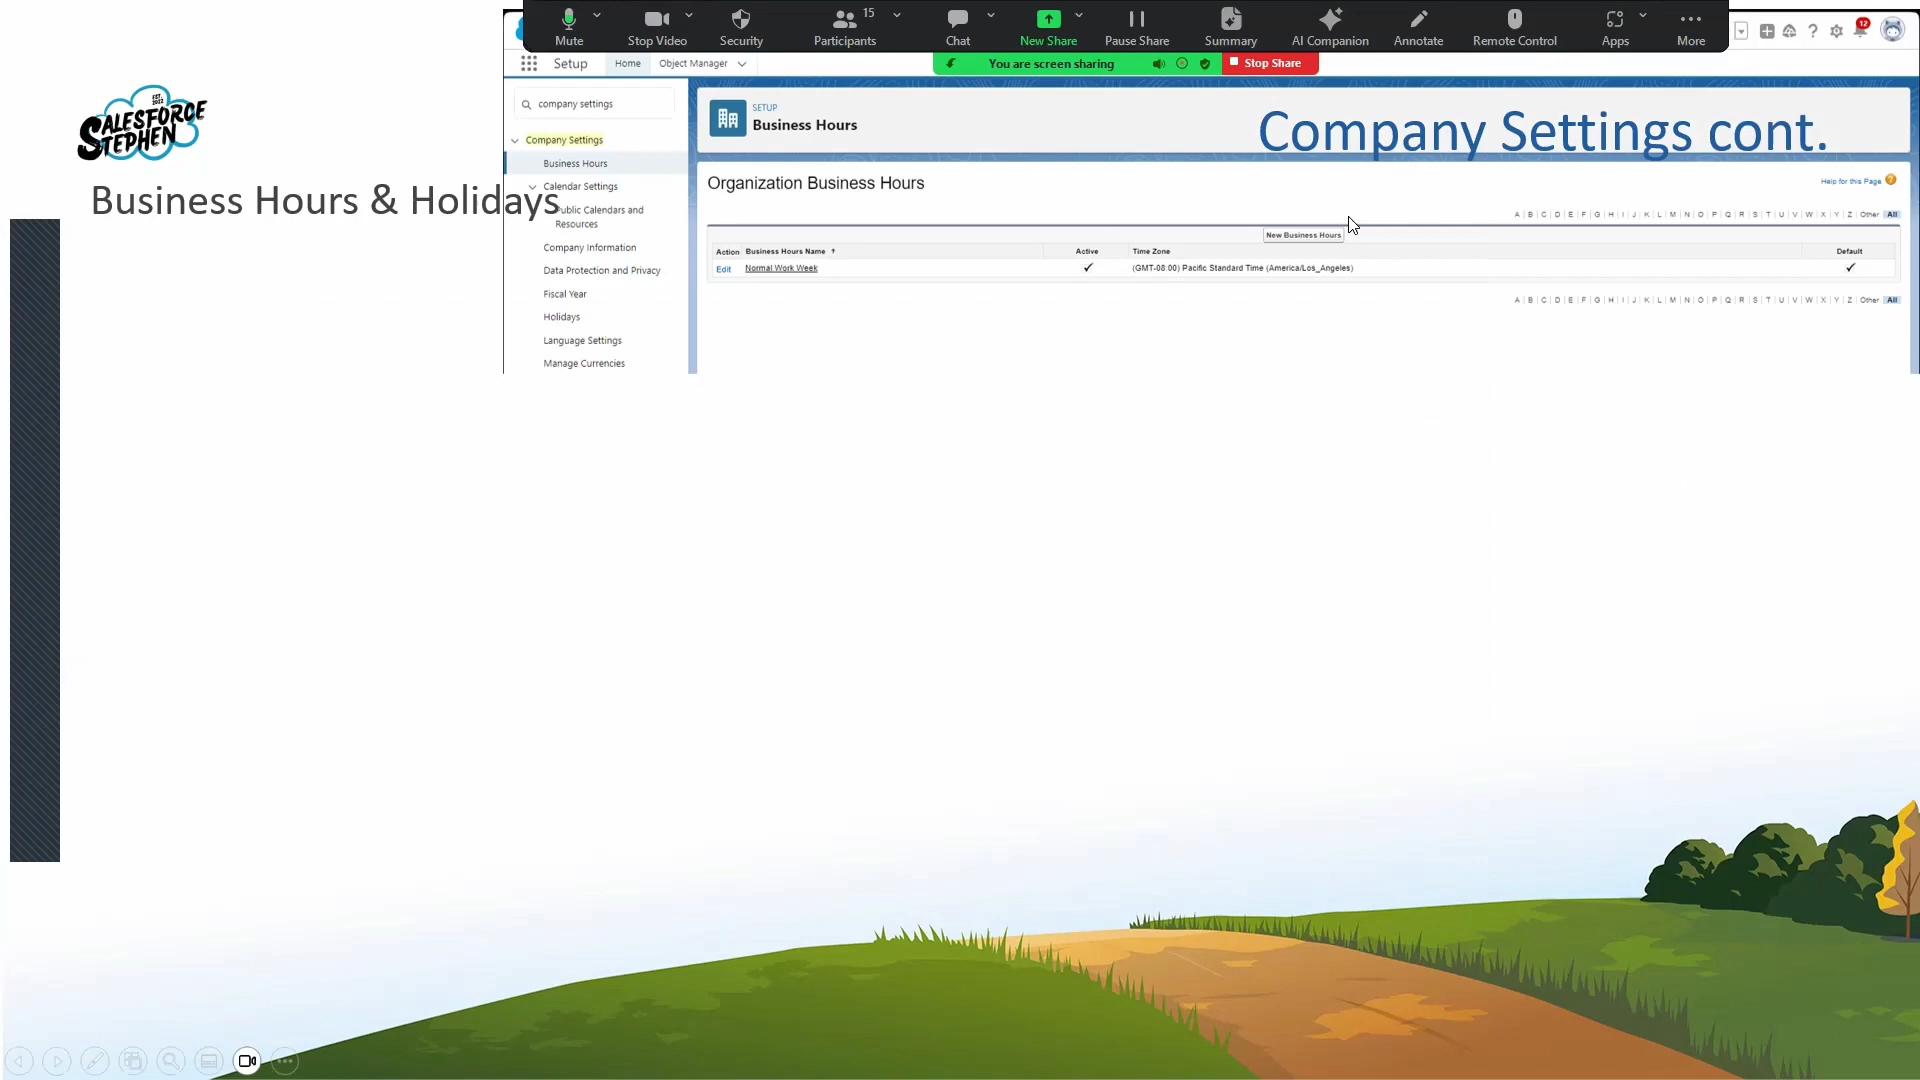 Mute
Stop Video
Security
Participants 15
Chat
New Share
Pause Share
Summary
AI Companion
Annotate
Remote Control
Apps
More
12
You are screen sharing
Stop Share
Setup
Home
Object Manager
EST. 2022
SALESFORCE
STEPHEN
Business Hours & Holidays
company settings
Company Settings
Business Hours
Calendar Settings
Public Calendars and
Resources
Company Information
Data Protection and Privacy
Fiscal Year
Holidays
Language Settings
Manage Currencies
SETUP
Business Hours
Company Settings cont.
Organization Business Hours
Help for this Page ?
A | B | C | D | E | F | G | H | I | J | K | L | M | N | O | P | Q | R | S | T | U | V | W | X | Y | Z | Other All
New Business Hours
Action Business Hours Name ↑ Active Time Zone Default
Edit Normal Work Week ✓ (GMT-08:00) Pacific Standard Time (America/Los_Angeles) ✓
A | B | C | D | E | F | G | H | I | J | K | L | M | N | O | P | Q | R | S | T | U | V | W | X | Y | Z | Other All